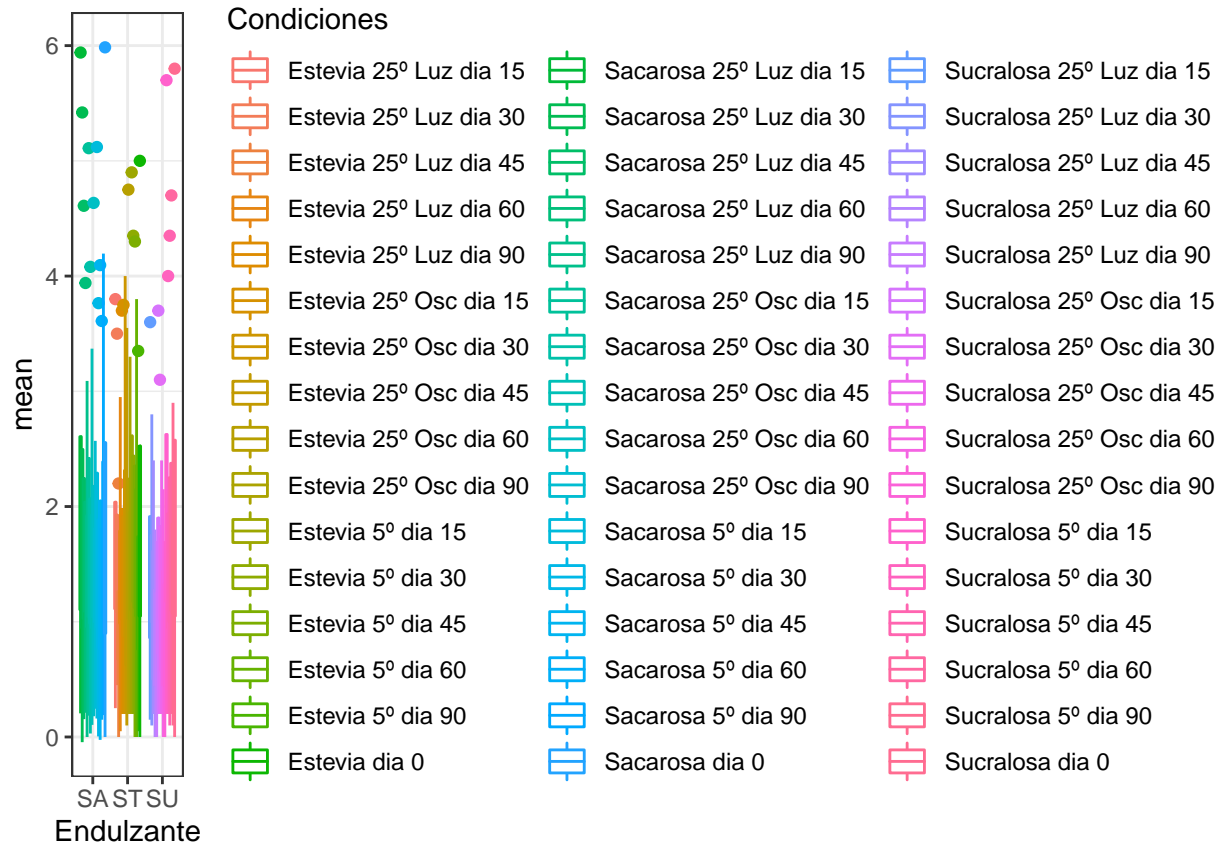 Condiciones
6
4
2
0
mean
SA ST SU
Endulzante
Estevia 25º Luz dia 15
Estevia 25º Luz dia 30
Estevia 25º Luz dia 45
Estevia 25º Luz dia 60
Estevia 25º Luz dia 90
Estevia 25º Osc dia 15
Estevia 25º Osc dia 30
Estevia 25º Osc dia 45
Estevia 25º Osc dia 60
Estevia 25º Osc dia 90
Estevia 5º dia 15
Estevia 5º dia 30
Estevia 5º dia 45
Estevia 5º dia 60
Estevia 5º dia 90
Estevia dia 0
Sacarosa 25º Luz dia 15
Sacarosa 25º Luz dia 30
Sacarosa 25º Luz dia 45
Sacarosa 25º Luz dia 60
Sacarosa 25º Luz dia 90
Sacarosa 25º Osc dia 15
Sacarosa 25º Osc dia 30
Sacarosa 25º Osc dia 45
Sacarosa 25º Osc dia 60
Sacarosa 25º Osc dia 90
Sacarosa 5º dia 15
Sacarosa 5º dia 30
Sacarosa 5º dia 45
Sacarosa 5º dia 60
Sacarosa 5º dia 90
Sacarosa dia 0
Sucralosa 25º Luz dia 15
Sucralosa 25º Luz dia 30
Sucralosa 25º Luz dia 45
Sucralosa 25º Luz dia 60
Sucralosa 25º Luz dia 90
Sucralosa 25º Osc dia 15
Sucralosa 25º Osc dia 30
Sucralosa 25º Osc dia 45
Sucralosa 25º Osc dia 60
Sucralosa 25º Osc dia 90
Sucralosa 5º dia 15
Sucralosa 5º dia 30
Sucralosa 5º dia 45
Sucralosa 5º dia 60
Sucralosa 5º dia 90
Sucralosa dia 0